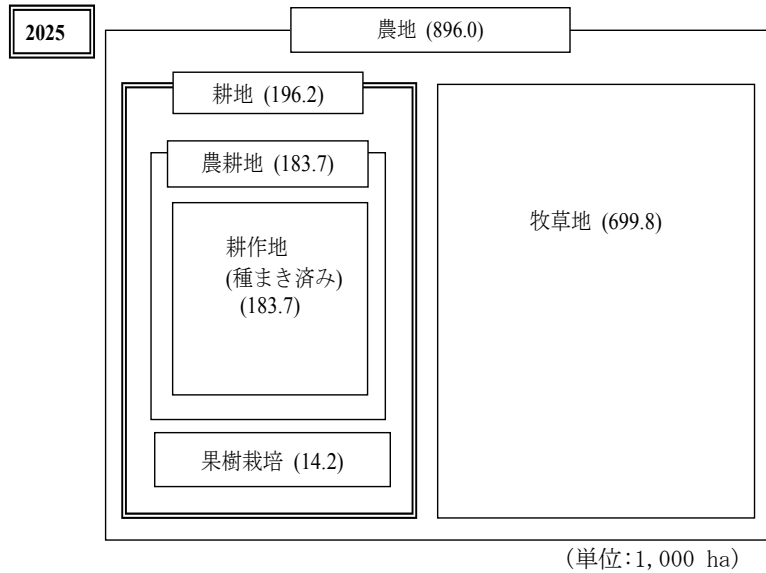 2025
農地 (896.0)
耕地 (196.2)
農耕地 (183.7)
耕作地
(種まき済み)
(183.7)
果樹栽培 (14.2)
牧草地 (699.8)
(単位:1,000 ha)